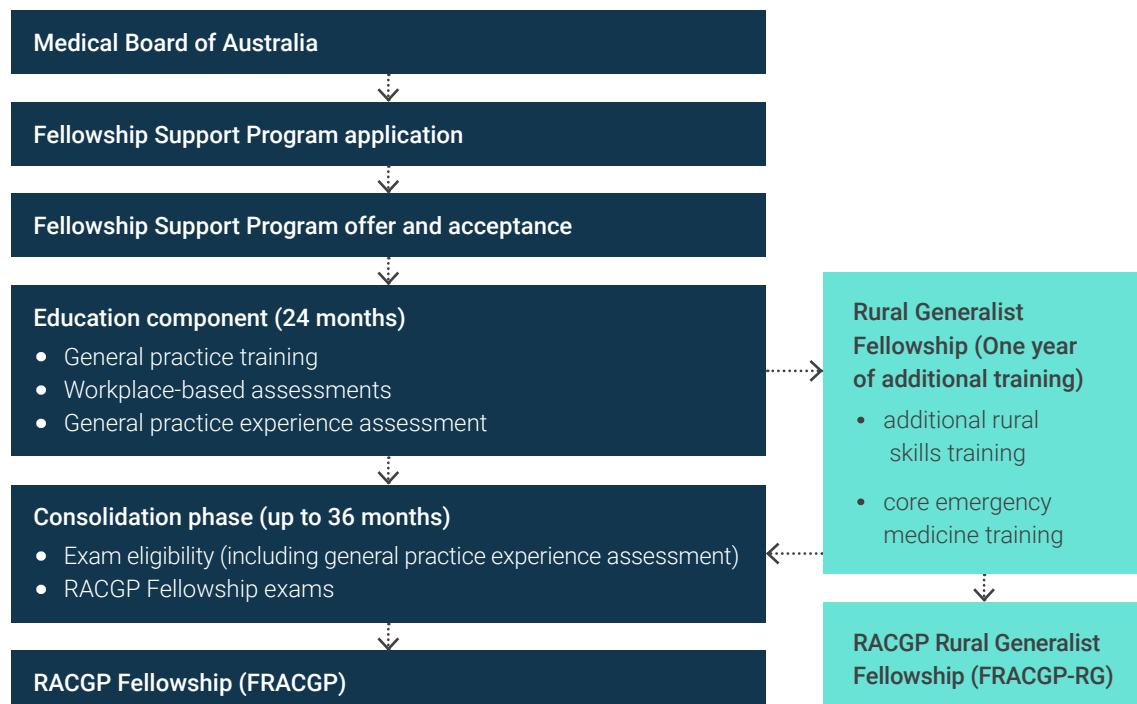 Medical Board of Australia
Fellowship Support Program application
Fellowship Support Program offer and acceptance
Education component (24 months)
• General practice training
• Workplace-based assessments
• General practice experience assessment
Consolidation phase (up to 36 months)
• Exam eligibility (including general practice experience assessment)
• RACGP Fellowship exams
RACGP Fellowship (FRACGP)
Rural Generalist
Fellowship (One year
of additional training)
• additional rural
skills training
• core emergency
medicine training
RACGP Rural Generalist
Fellowship (FRACGP-RG)